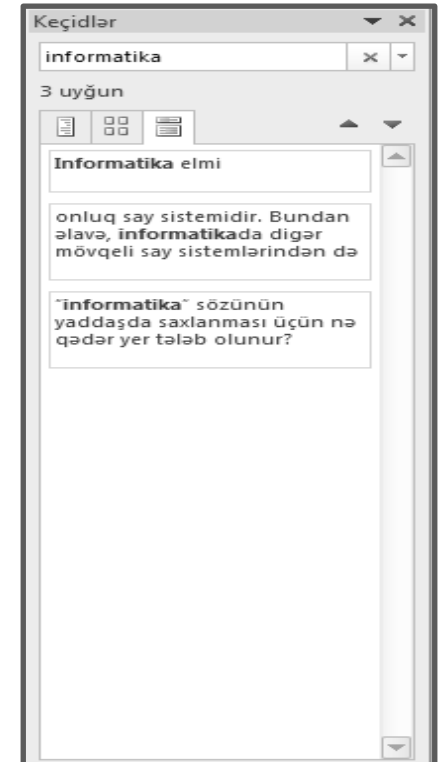 Keçidlər
informatika
3 uyğun
Informatika elmi
onluq say sistemidir. Bundan
əlavə, informatikada digər
mövqeli say sistemlərindən də
"informatika" sözünün
yaddaşda saxlanması üçün nə
qədər yer tələb olunur?